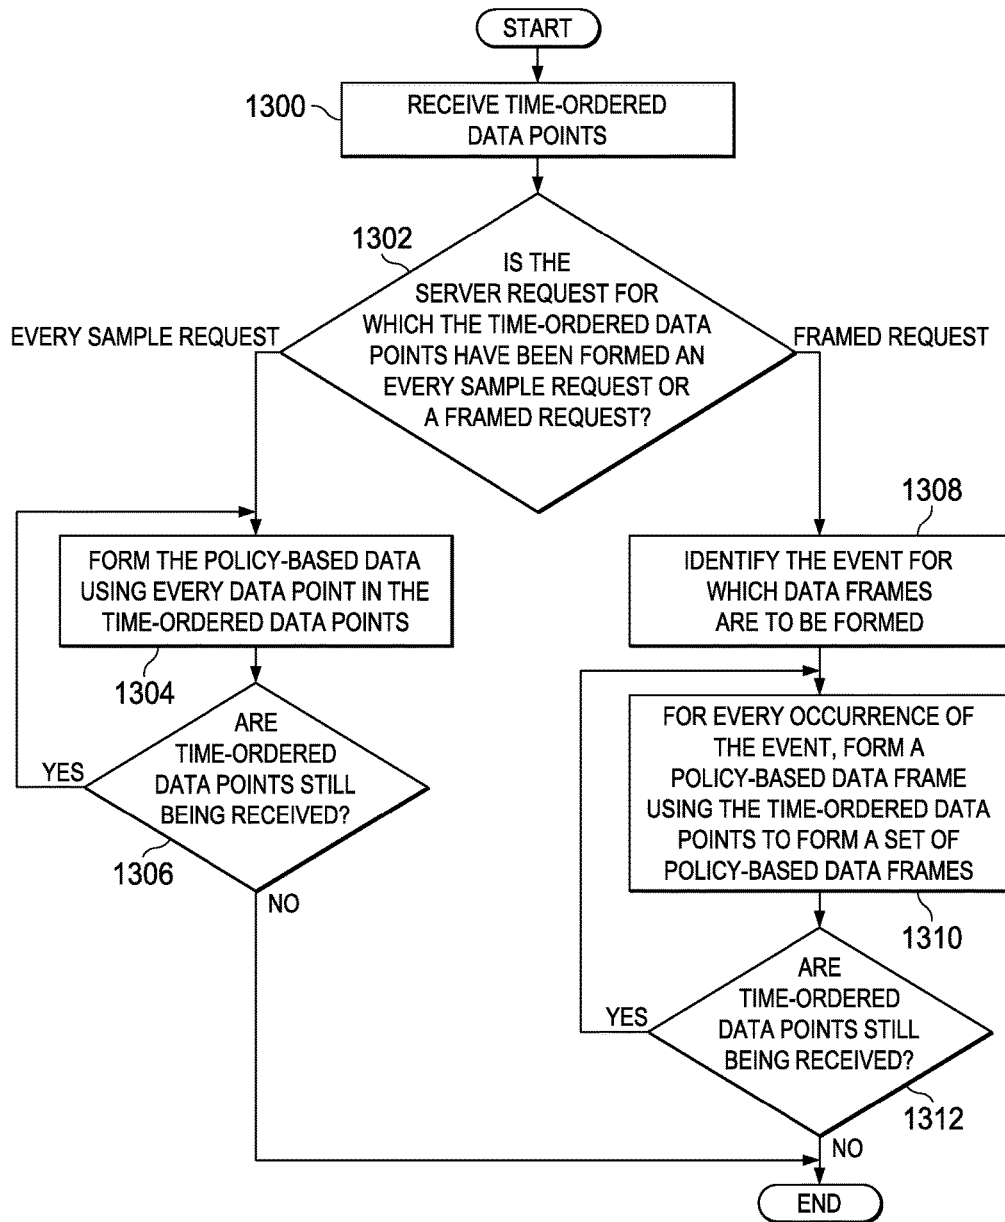 START
1300
RECEIVE TIME-ORDERED
DATA POINTS
1302
IS THE
SERVER REQUEST FOR
WHICH THE TIME-ORDERED DATA
POINTS HAVE BEEN FORMED AN
EVERY SAMPLE REQUEST OR
A FRAMED REQUEST?
EVERY SAMPLE REQUEST
FRAMED REQUEST
FORM THE POLICY-BASED DATA
USING EVERY DATA POINT IN THE
TIME-ORDERED DATA POINTS
1304
ARE
TIME-ORDERED
DATA POINTS STILL
BEING RECEIVED?
YES
1306
NO
1308
IDENTIFY THE EVENT FOR
WHICH DATA FRAMES
ARE TO BE FORMED
FOR EVERY OCCURRENCE OF
THE EVENT, FORM A
POLICY-BASED DATA FRAME
USING THE TIME-ORDERED DATA
POINTS TO FORM A SET OF
POLICY-BASED DATA FRAMES
1310
ARE
TIME-ORDERED
DATA POINTS STILL
BEING RECEIVED?
YES
1312
NO
END